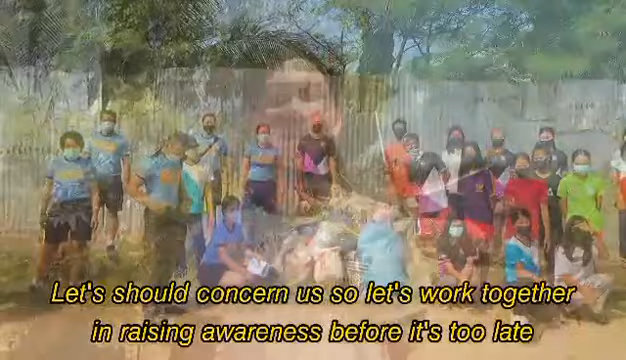 Let's should concern us so let's work together
in raising awareness before it's too late